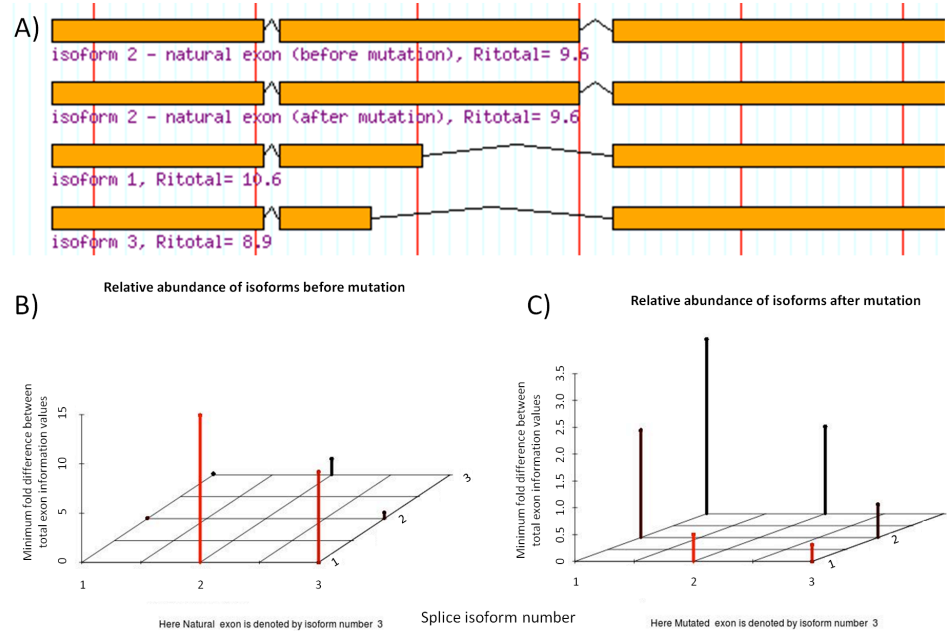 A)
isoform 2 - natural exon (before mutation), Ritotal= 9.6
isoform 2 - natural exon (after mutation), Ritotal= 9.6
isoform 1, Ritotal= 10.6
isoform 3, Ritotal= 8.9
Relative abundance of isoforms before mutation
B)
Minimum fold difference between
total exon information values
15
10
5
0
1
2
3
1
2
3
Here Natural exon is denoted by isoform number 3
Relative abundance of isoforms after mutation
C)
Minimum fold difference between
total exon information values
3.5
3.0
2.5
2.0
1.5
1.0
0.5
0
1
2
3
1
2
Here Mutated exon is denoted by isoform number 3
Splice isoform number